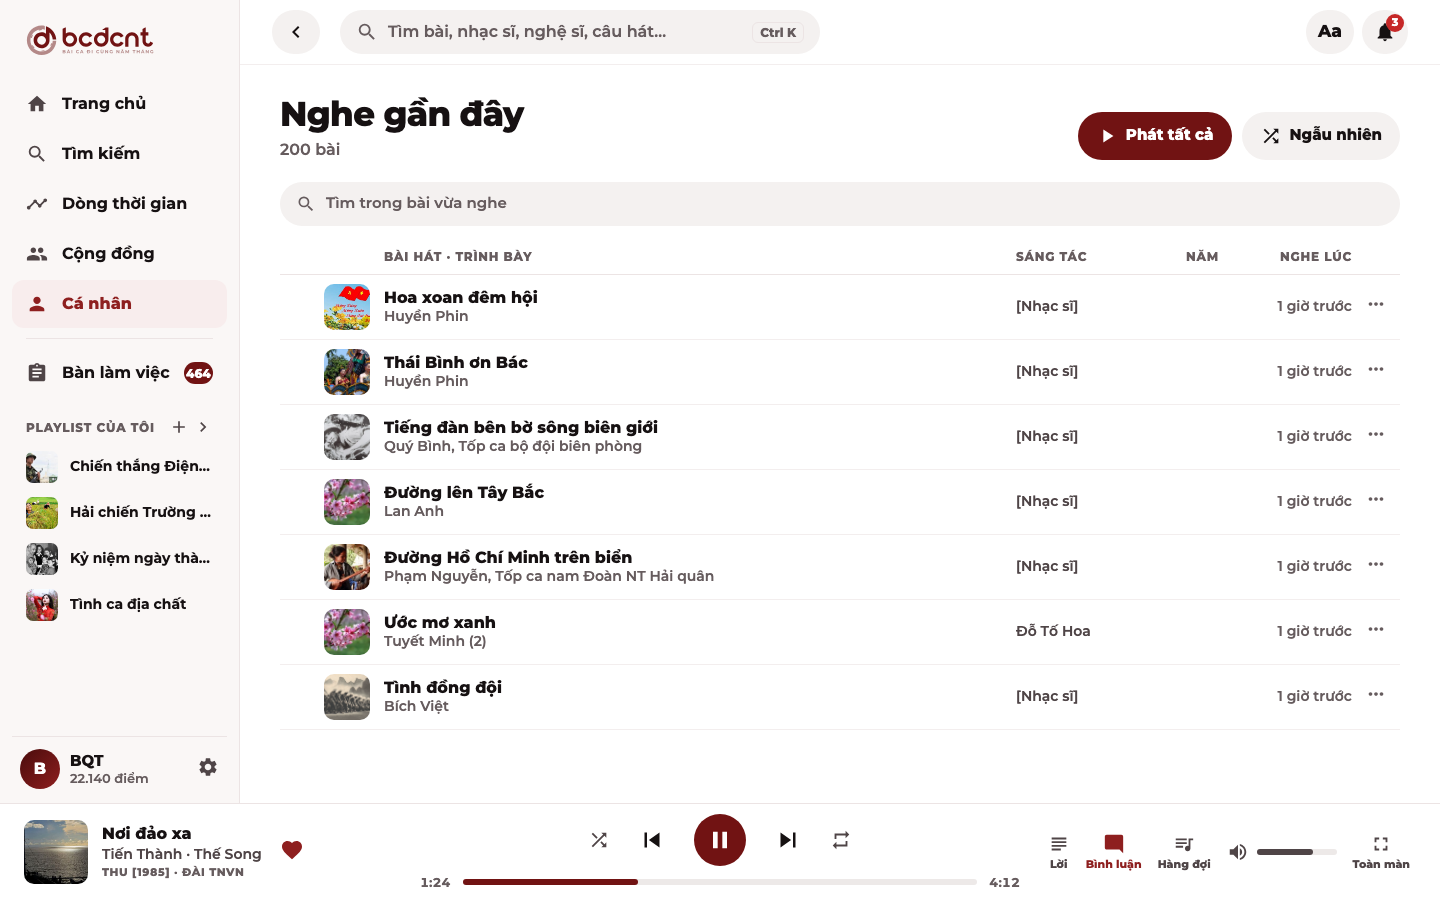 bcdcnt
BÀI CA ĐI CÙNG NĂM THÁNG
Trang chủ
Tìm kiếm
Dòng thời gian
Cộng đồng
Cá nhân
Bàn làm việc 464
PLAYLIST CỦA TÔI
Chiến thắng Điện...
Hải chiến Trường ...
Kỷ niệm ngày thà...
Tình ca địa chất
B
BQT
22.140 điểm
Tìm bài, nhạc sĩ, nghệ sĩ, câu hát...
Ctrl K
Aa
3
Nghe gần đây
200 bài
Phát tất cả
Ngẫu nhiên
Tìm trong bài vừa nghe
BÀI HÁT · TRÌNH BÀY SÁNG TÁC NĂM NGHE LÚC
Hoa xoan đêm hội
Huyền Phin
[Nhạc sĩ]
1 giờ trước
Thái Bình ơn Bác
Huyền Phin
[Nhạc sĩ]
1 giờ trước
Tiếng đàn bên bờ sông biên giới
Quý Bình, Tốp ca bộ đội biên phòng
[Nhạc sĩ]
1 giờ trước
Đường lên Tây Bắc
Lan Anh
[Nhạc sĩ]
1 giờ trước
Đường Hồ Chí Minh trên biển
Phạm Nguyễn, Tốp ca nam Đoàn NT Hải quân
[Nhạc sĩ]
1 giờ trước
Ước mơ xanh
Tuyết Minh (2)
Đỗ Tố Hoa
1 giờ trước
Tình đồng đội
Bích Việt
[Nhạc sĩ]
1 giờ trước
Nơi đảo xa
Tiến Thành · Thế Song
THU [1985] · ĐÀI TNVN
1:24
4:12
Lời
Bình luận
Hàng đợi
Toàn màn